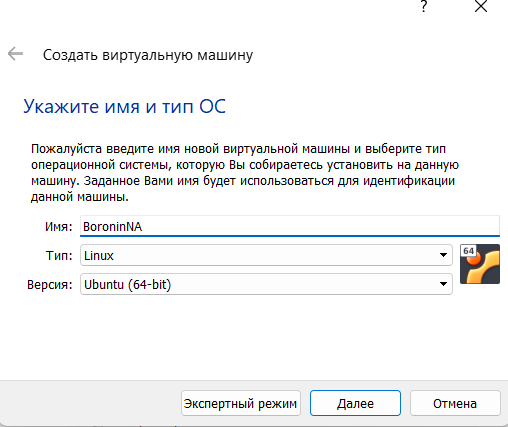 ?
Создать виртуальную машину
Укажите имя и тип ОС
Пожалуйста введите имя новой виртуальной машины и выберите тип
операционной системы, которую Вы собираетесь установить на данную
машину. Заданное Вами имя будет использоваться для идентификации
данной машины.
Имя: BoroninNA
Тип: Linux
64
Версия: Ubuntu (64-bit)
Экспертный режим Далее Отмена